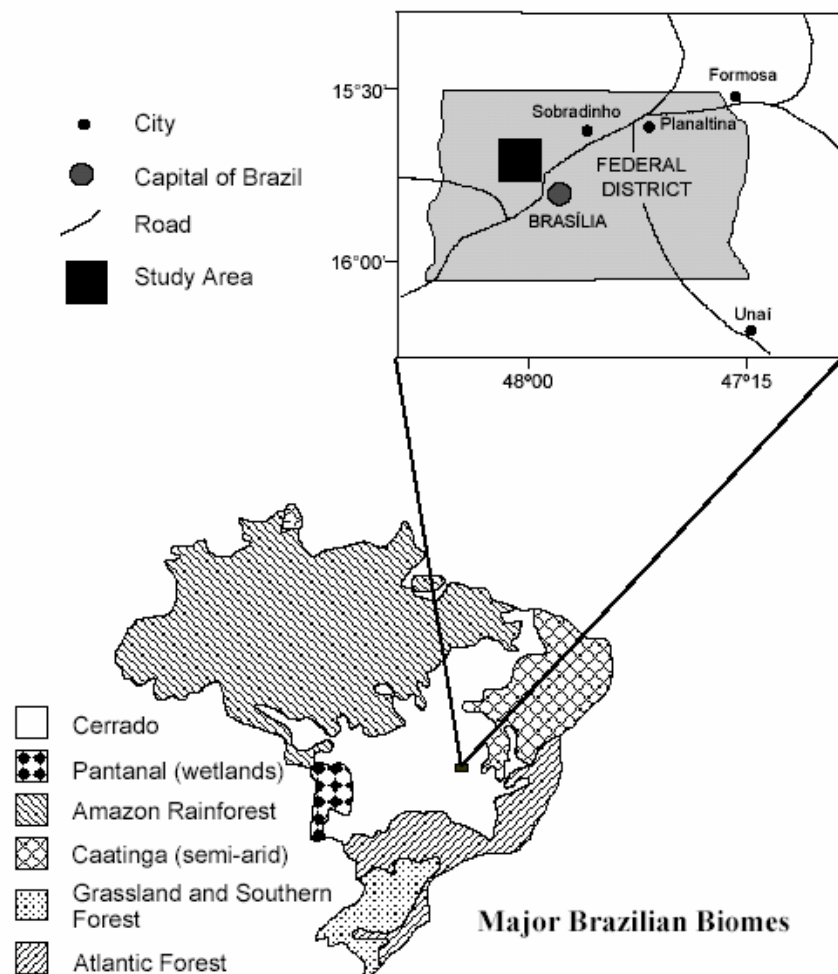 City
Capital of Brazil
Road
Study Area
15°30'
16°00'
Formosa
Sobradinho
Planaltina
FEDERAL
DISTRICT
BRASÍLIA
Unaí
48º00
47º15
Cerrado
Pantanal (wetlands)
Amazon Rainforest
Caatinga (semi-arid)
Grassland and Southern
Forest
Atlantic Forest
Major Brazilian Biomes